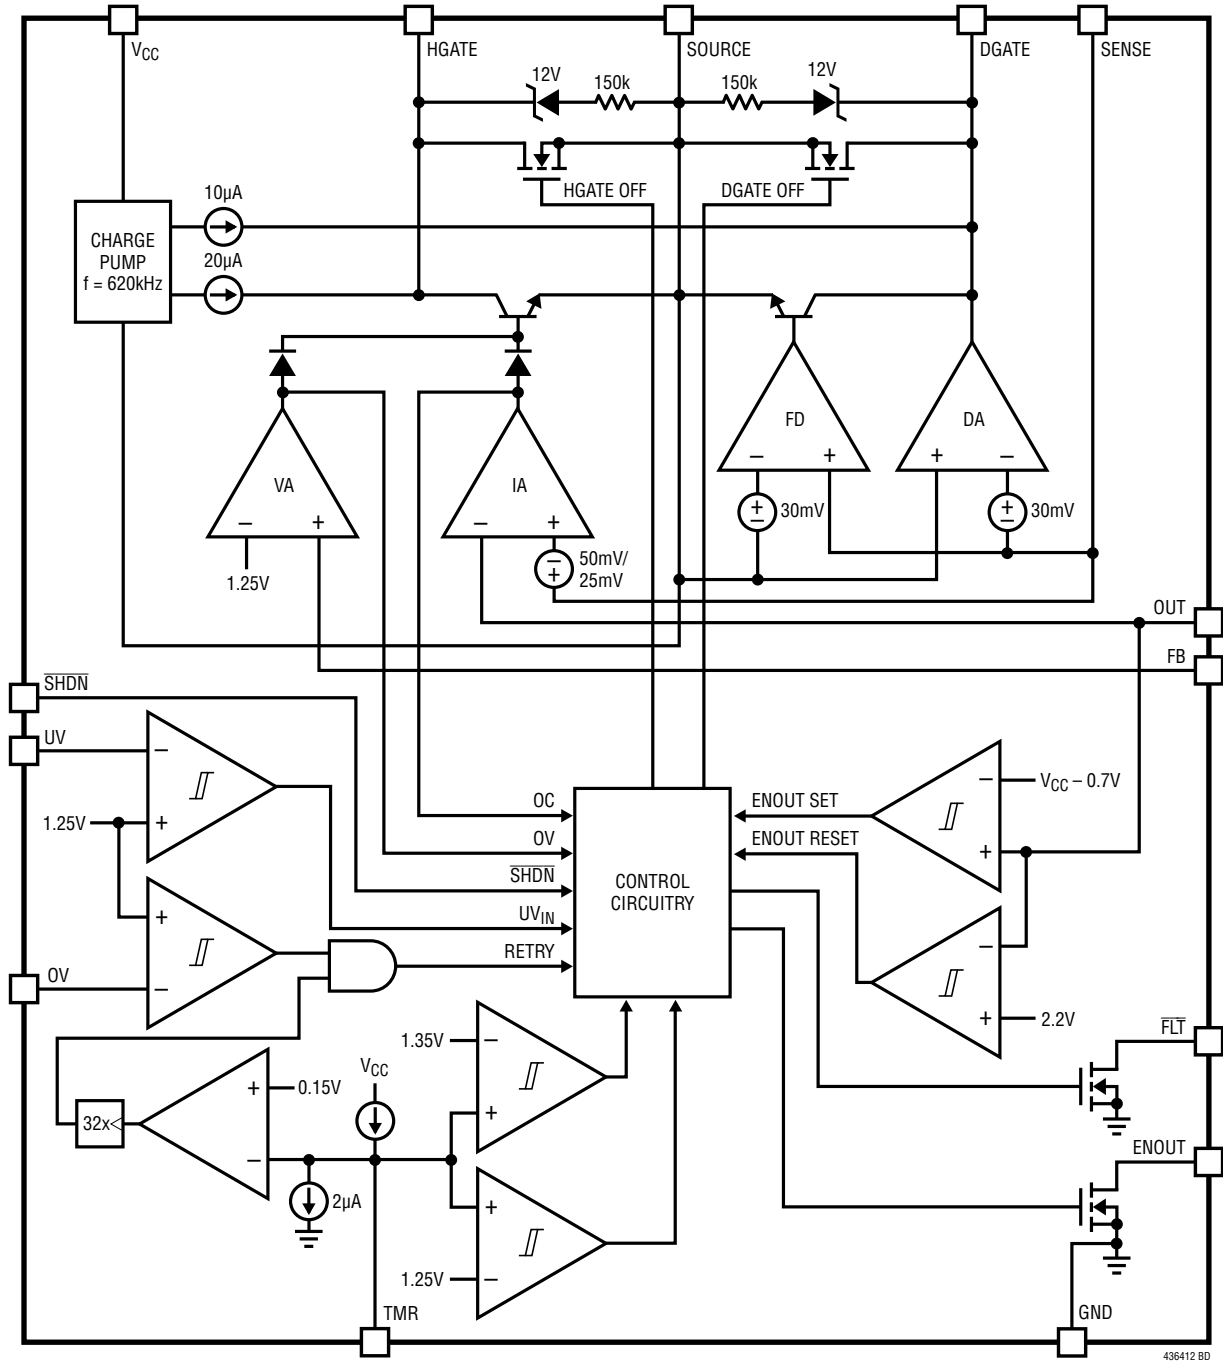 VCC
HGATE
SOURCE
DGATE
SENSE
12V
150k
150k
12V
HGATE OFF
DGATE OFF
10µA
CHARGE
PUMP
f = 620kHz
20µA
VA
–
+
1.25V
IA
–
+
–
+
50mV/
25mV
FD
–
+
+
–
30mV
DA
+
–
+
–
30mV
OUT
FB
SHDN
UV
–
+
1.25V
+
–
OV
OC
OV
SHDN
UVIN
RETRY
CONTROL
CIRCUITRY
ENOUT SET
ENOUT RESET
–
VCC – 0.7V
+
–
+
2.2V
FLT
32x
+
0.15V
–
VCC
2µA
1.35V
–
+
+
1.25V
–
ENOUT
TMR
GND
436412 BD